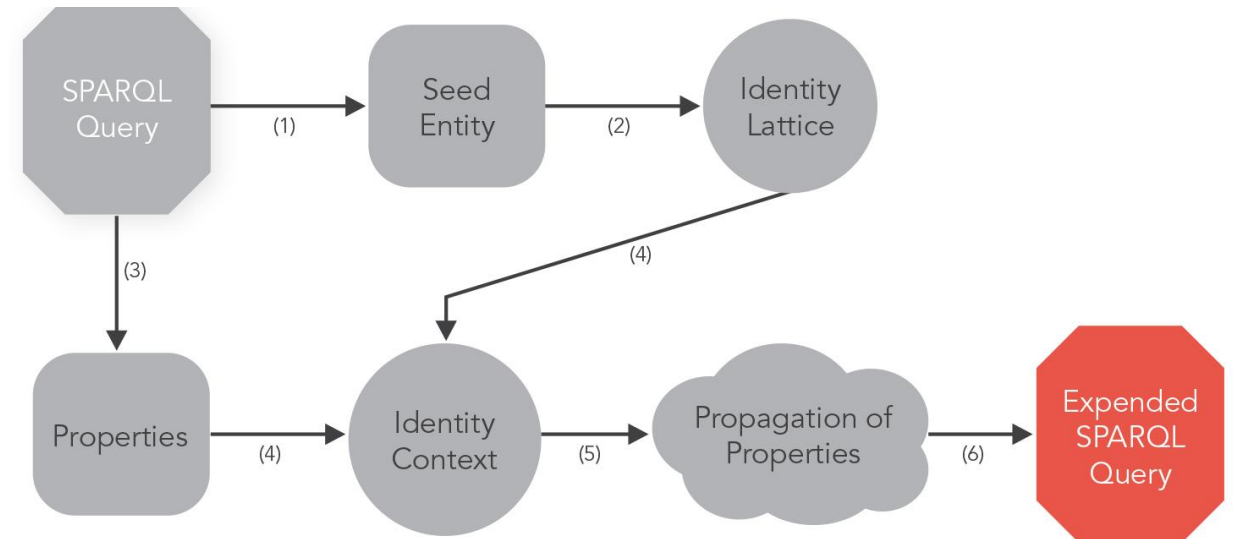 SPARQL
Query
(1)
Seed
Entity
(2)
Identity
Lattice
(3)
(4)
Properties
(4)
Identity
Context
(5)
Propagation of
Properties
(6)
Expended
SPARQL
Query